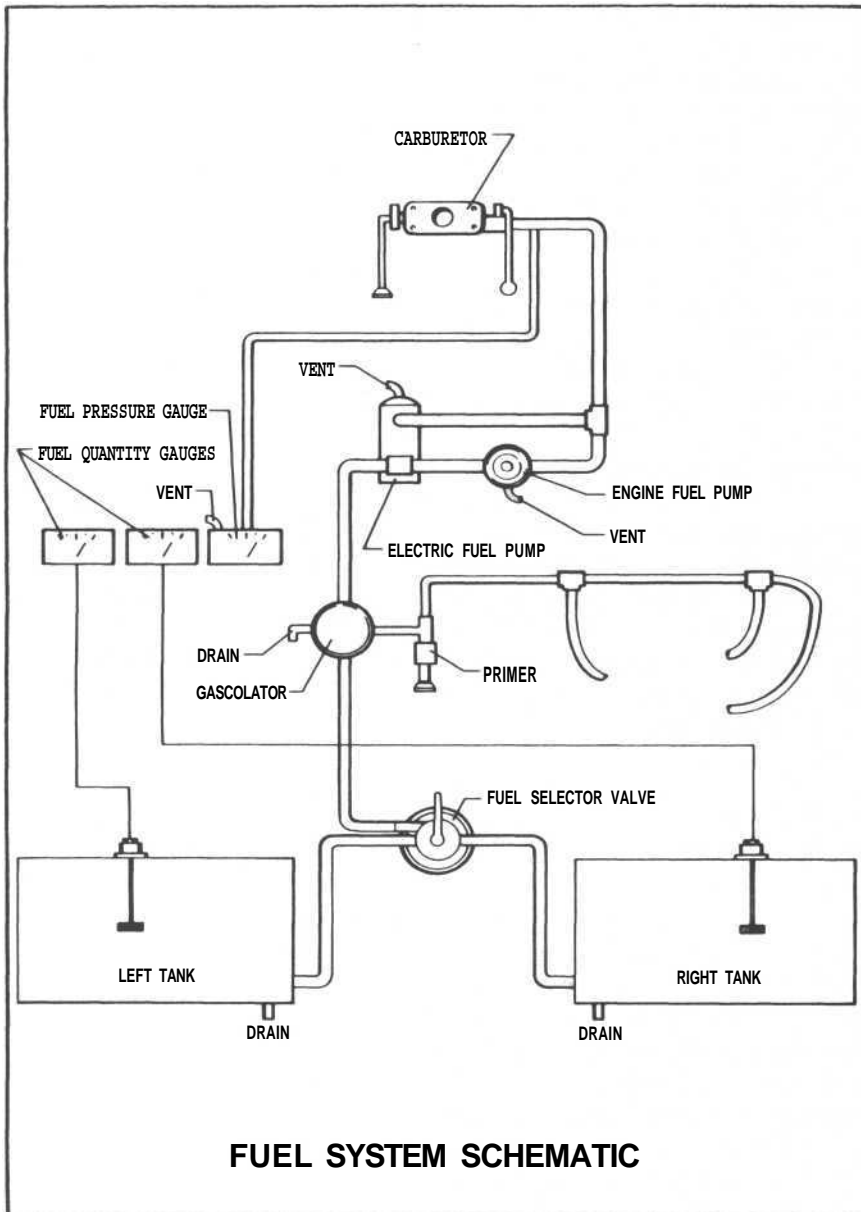 CARBURETOR
VENT
FUEL PRESSURE GAUGE
FUEL QUANTITY GAUGES
VENT
ENGINE FUEL PUMP
VENT
ELECTRIC FUEL PUMP
DRAIN
GASCOLATOR
PRIMER
FUEL SELECTOR VALVE
LEFT TANK
RIGHT TANK
DRAIN
DRAIN
FUEL SYSTEM SCHEMATIC